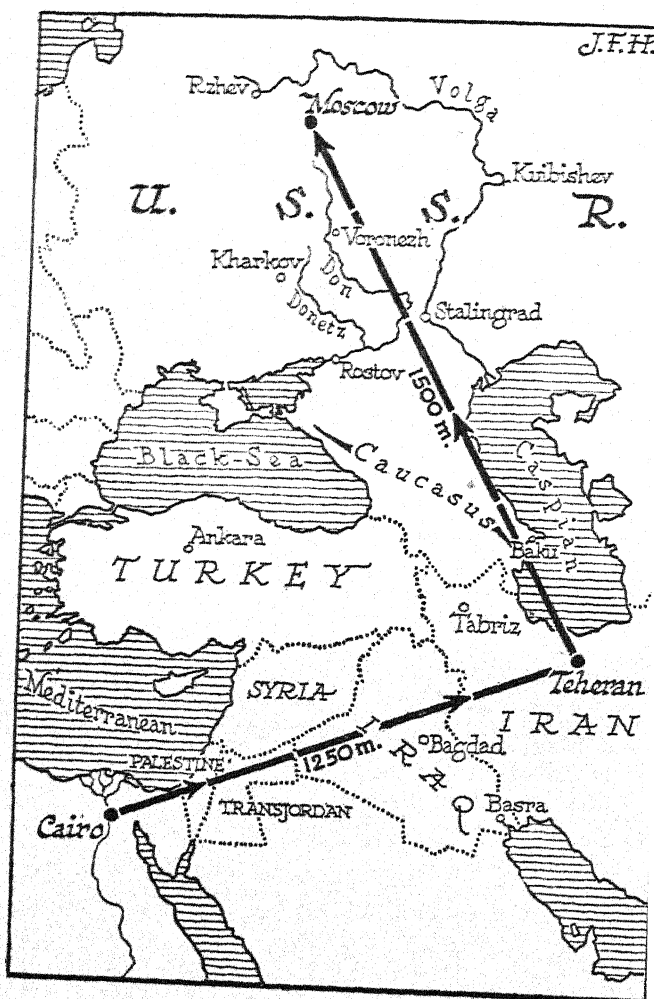 J.F.H.
Rzhev
Moscow
Volga
Kuibishev
U. S. S. R.
Voronezh
Kharkov
Don
Donetz
Stalingrad
Rostov
1500 m.
Black-Sea
Caucasus
Caspian
Ankara
Baku
TURKEY
Tabriz
Teheran
SYRIA
Mediterranean
IRAN
Bagdad
1250 m.
PALESTINE
IRAQ
TRANSJORDAN
Basra
Cairo